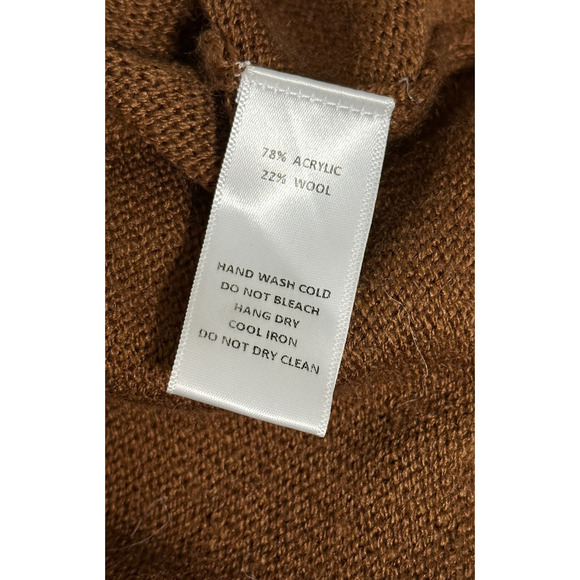 78% ACRYLIC
22% WOOL
HAND WASH COLD
DO NOT BLEACH
HANG DRY
COOL IRON
DO NOT DRY CLEAN